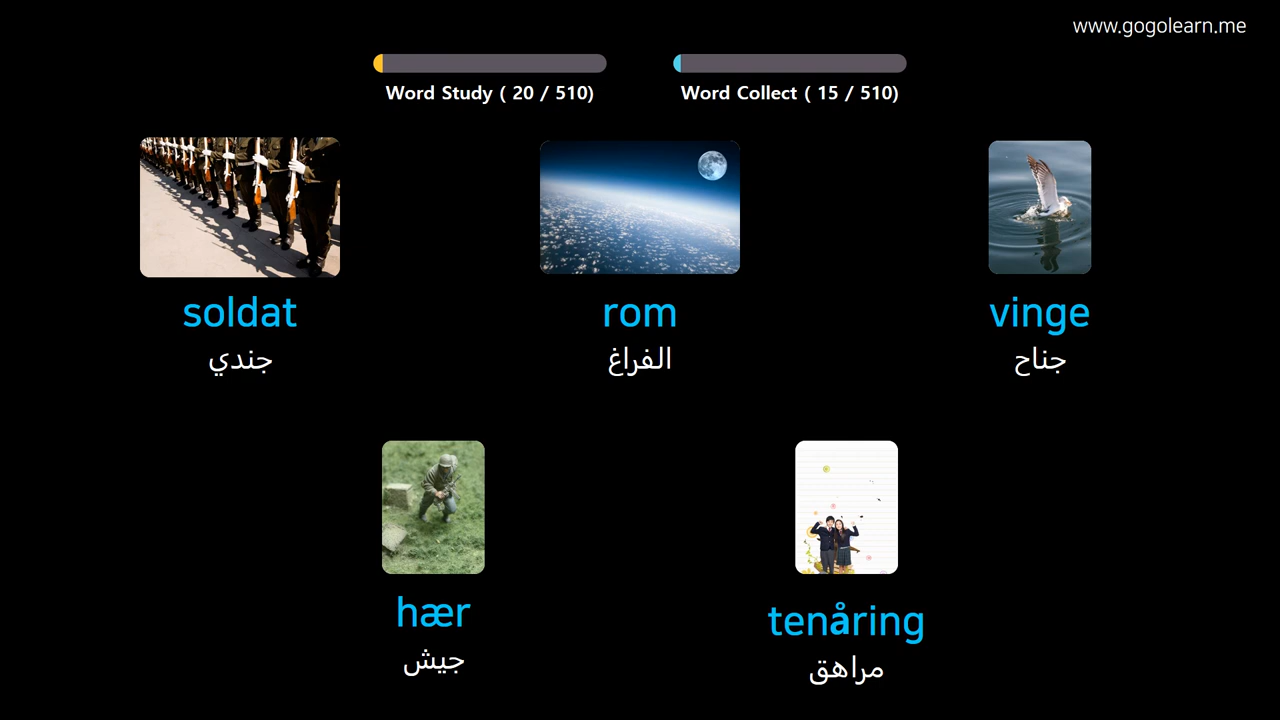 www.gogolearn.me
Word Study ( 20 / 510)
Word Collect ( 15 / 510)
soldat
جندي
rom
الفراغ
vinge
جناح
hær
جيش
tenåring
مراهق